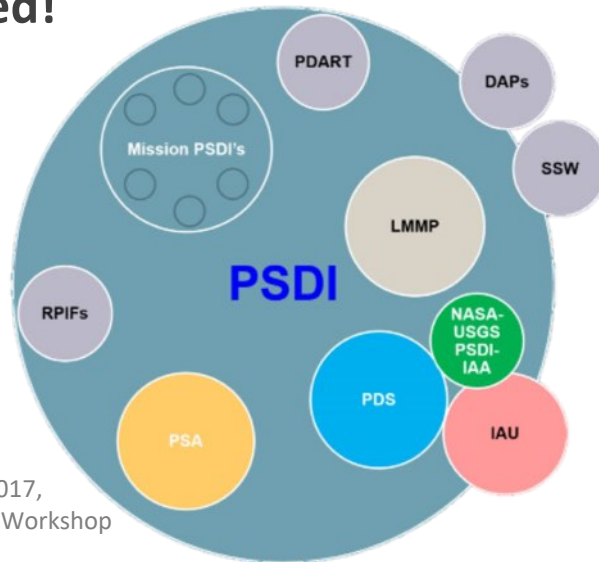 ed!
PDART
DAPs
Mission PSDI's
SSW
LMMP
PSDI
RPIFs
NASA-
USGS
PSDI-
IAA
PDS
IAU
PSA
017,
Workshop